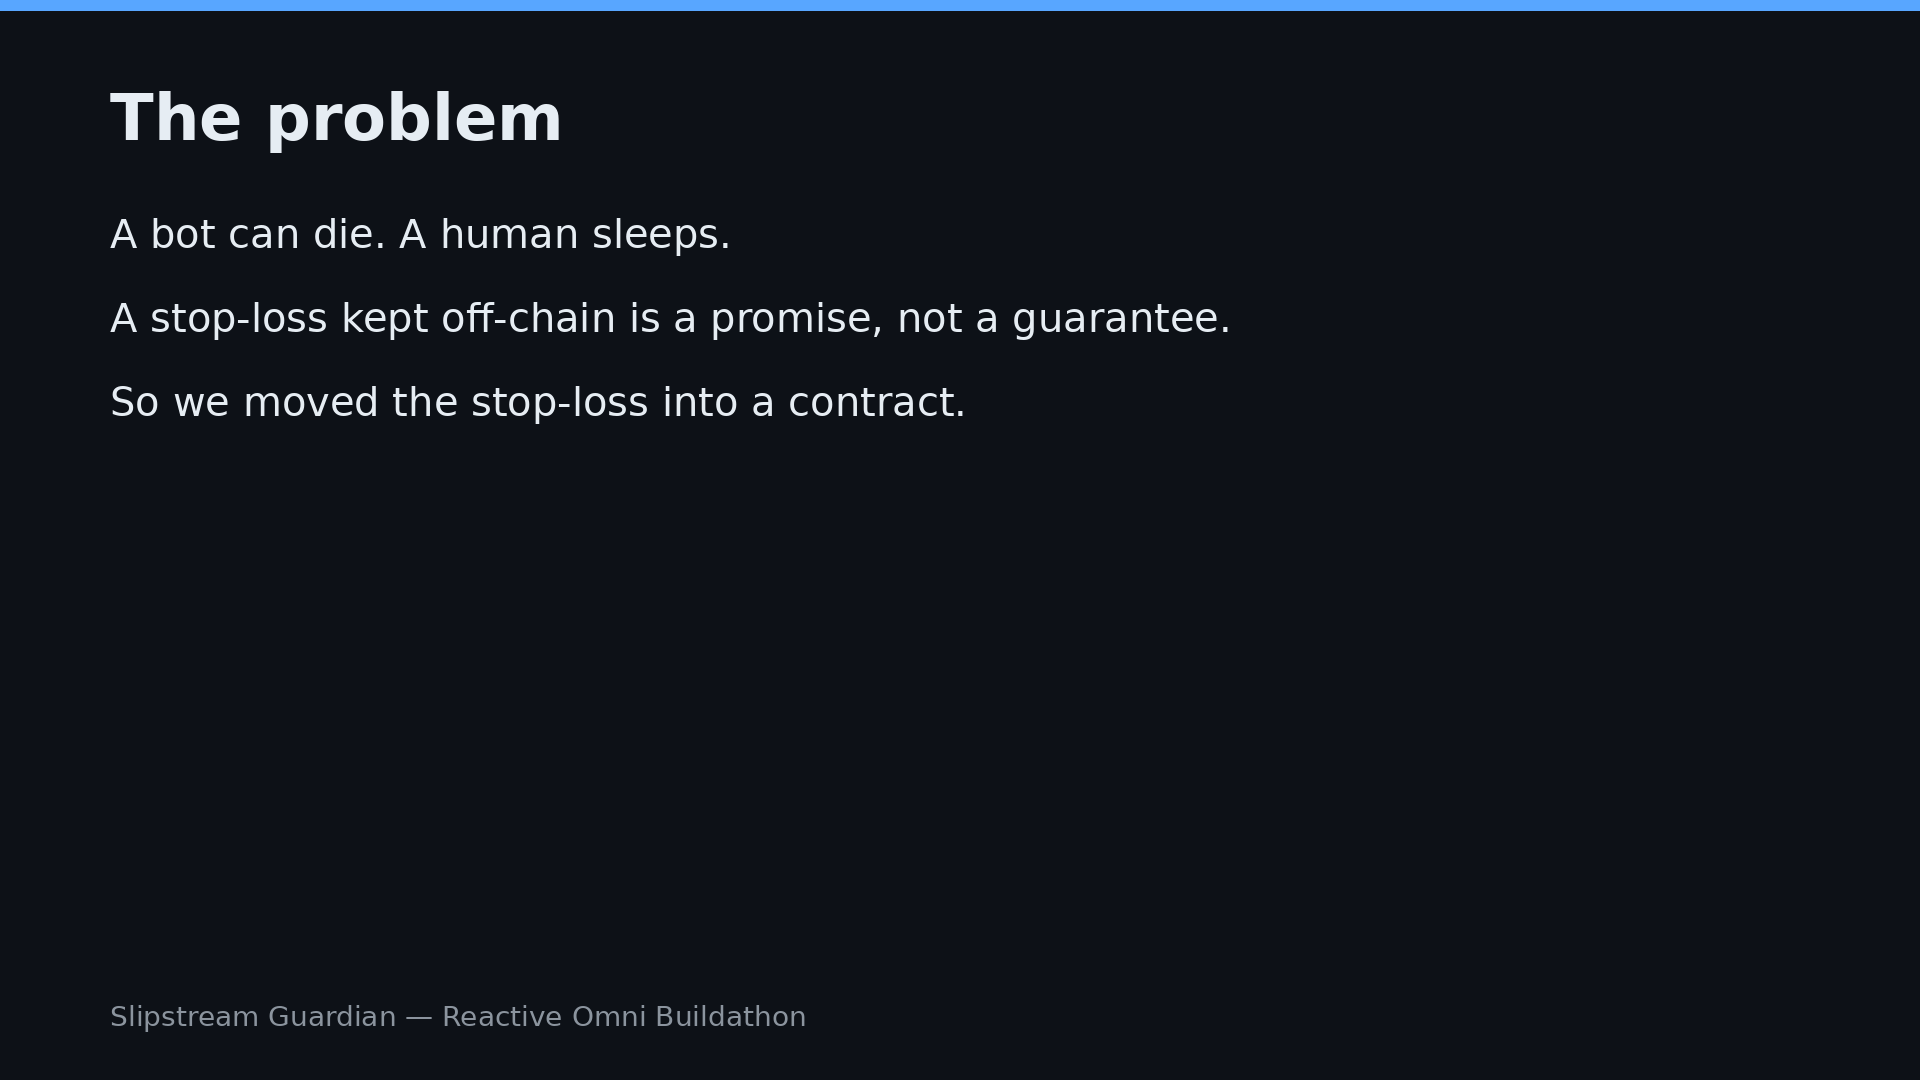 The problem
A bot can die. A human sleeps.
A stop-loss kept off-chain is a promise, not a guarantee.
So we moved the stop-loss into a contract.
Slipstream Guardian — Reactive Omni Buildathon